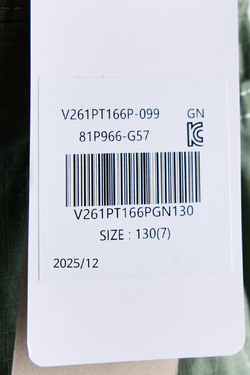 V261PT166P-099 GN
81P966-G57
V261PT166PGN130
SIZE : 130(7)
2025/12